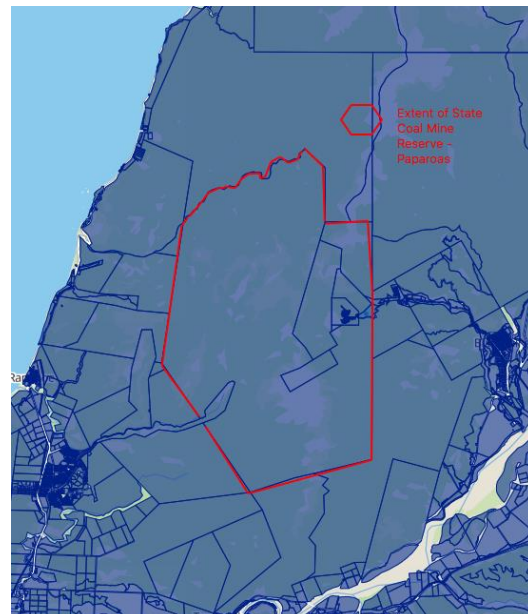 Extent of State
Coal Mine
Reserve -
Paparoas